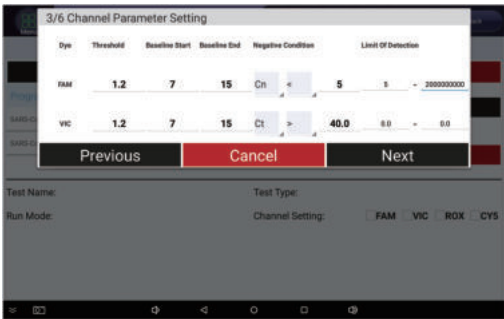 3/6 Channel Parameter Setting
Dye Threshold Baseline Start Baseline End Negative Condition Limit Of Detection
FAM 1.2 7 15 Cn < 5 5 - 2000000000
VIC 1.2 7 15 Ct > 40.0 0.0 - 0.0
Previous Cancel Next
Test Name: Test Type:
Run Mode: Channel Setting: FAM VIC ROX CY5